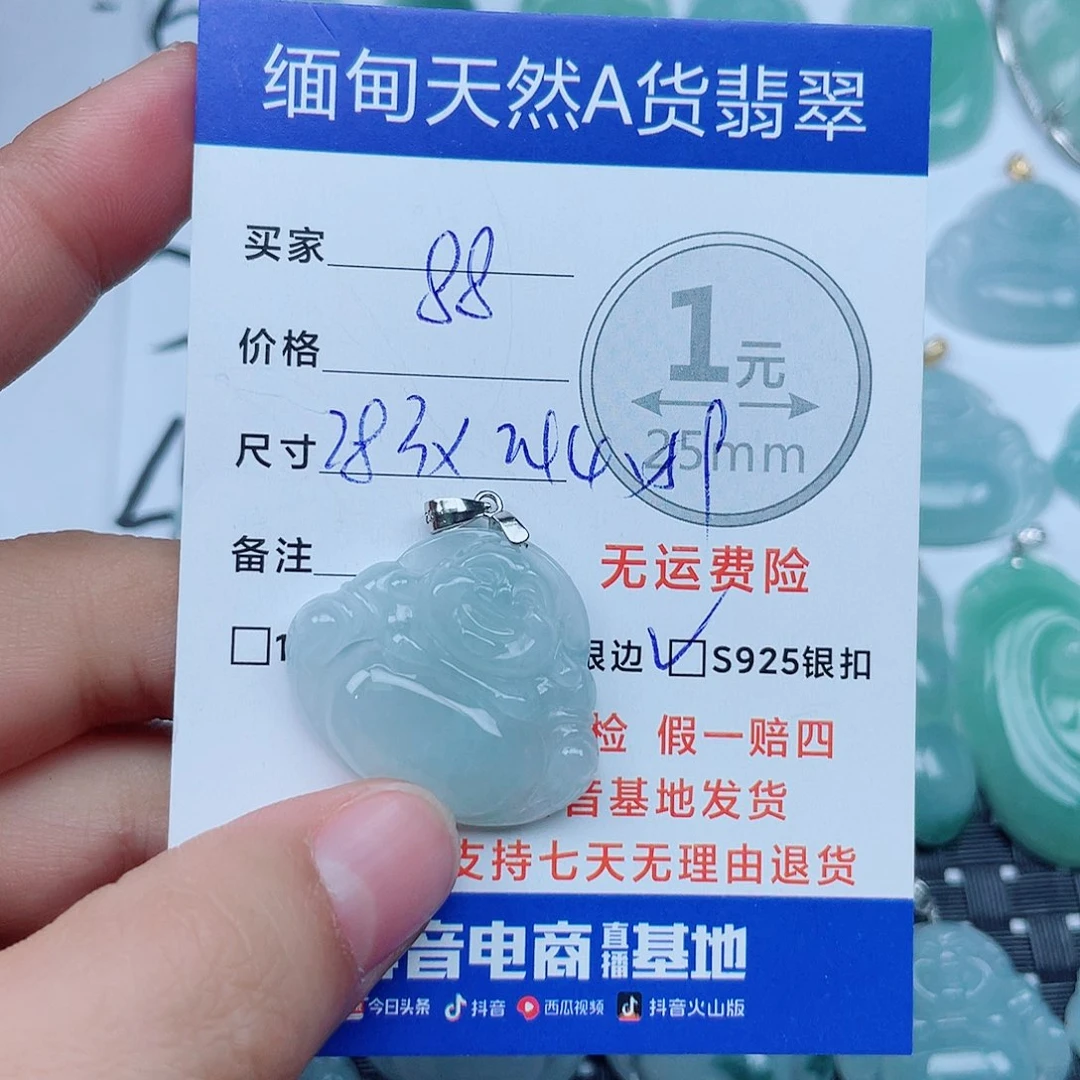 缅甸天然A货翡翠
买家 88
1元
价格
25mm
尺寸 283x244x
备注
无运费险
1
银边 S925银扣
检 假一赔四
音基地发货
支持七天无理由退货
音电商直播基地
今日头条 抖音 西瓜视频 抖音火山版